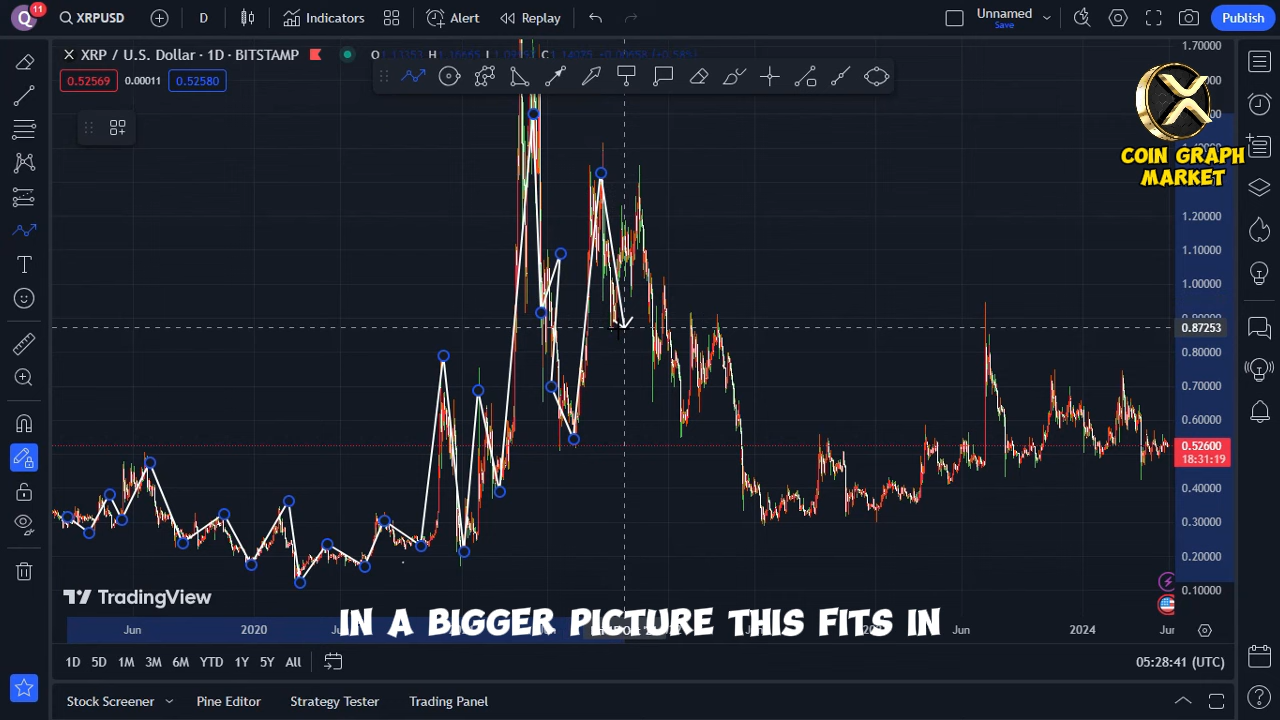 Q 11 XRPUSD D Indicators Alert Replay Unnamed Save Publish
XRP / U.S. Dollar · 1D · BITSTAMP
0.52569 0.00011 0.52580
1.70000
COIN GRAPH
MARKET
1.20000
1.10000
1.00000
0.87253
0.80000
0.70000
0.60000
0.52600
18:31:19
0.40000
0.30000
0.20000
0.10000
TradingView
IN A BIGGER PICTURE THIS FITS IN
Jun 2020 Jun 2024
1D 5D 1M 3M 6M YTD 1Y 5Y All 05:28:41 (UTC)
Stock Screener Pine Editor Strategy Tester Trading Panel